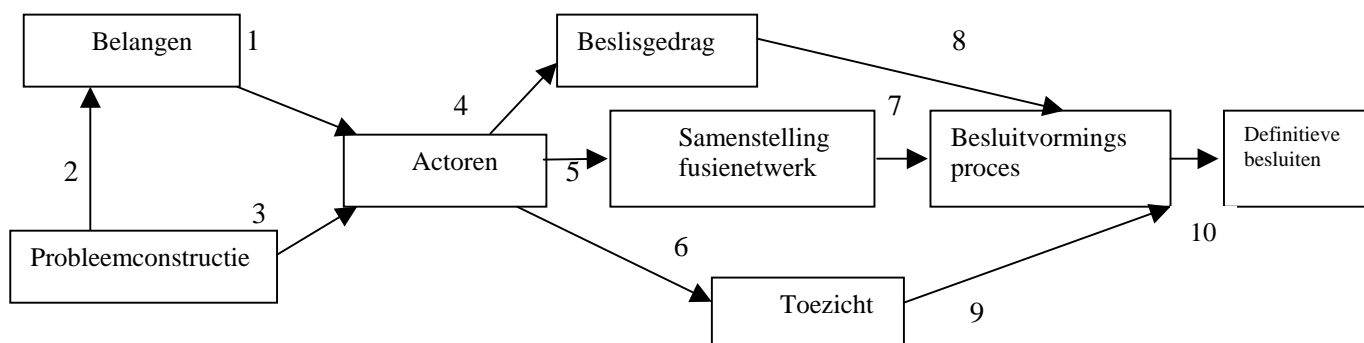 Belangen
1
Beslisgedrag
8
4
Samenstelling
fusienetwerk
7
Besluitvormings
proces
Definitieve
besluiten
2
Actoren
5
3
Probleemconstructie
6
10
Toezicht
9